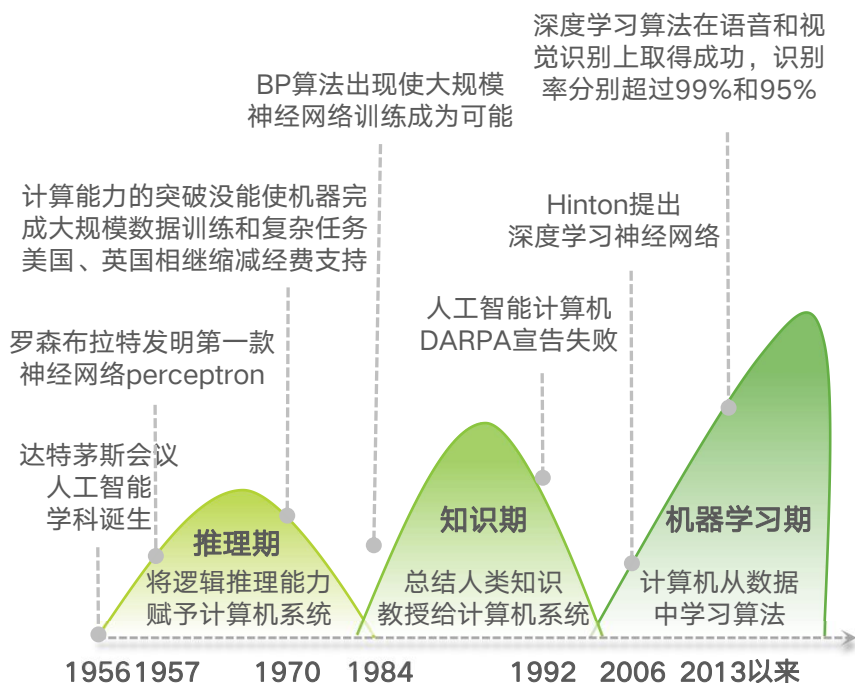 深度学习算法在语音和视
觉识别上取得成功，识别
率分别超过99%和95%
BP算法出现使大规模
神经网络训练成为可能
计算能力的突破没能使机器完
成大规模数据训练和复杂任务
美国、英国相继缩减经费支持
Hinton提出
深度学习神经网络
人工智能计算机
DARPA宣告失败
罗森布拉特发明第一款
神经网络perceptron
达特茅斯会议
人工智能
学科诞生
推理期
将逻辑推理能力
赋予计算机系统
知识期
总结人类知识
教授给计算机系统
机器学习期
计算机从数据
中学习算法
1956 1957 1970 1984 1992 2006 2013以来